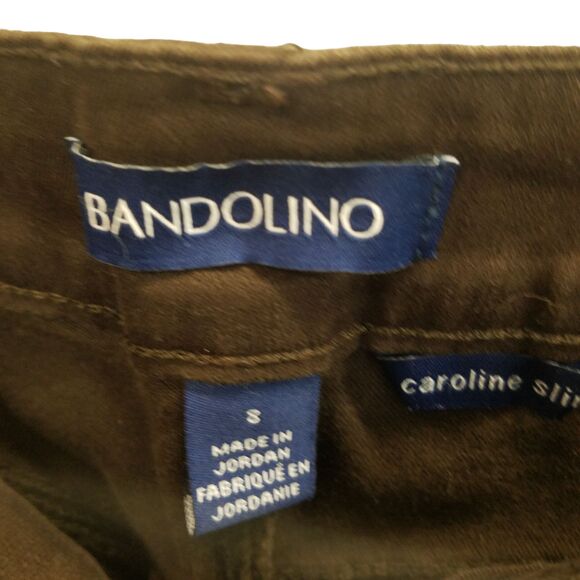 BANDOLINO
caroline
8
MADE IN
JORDAN
FABRIQUÉ EN
JORDANIE